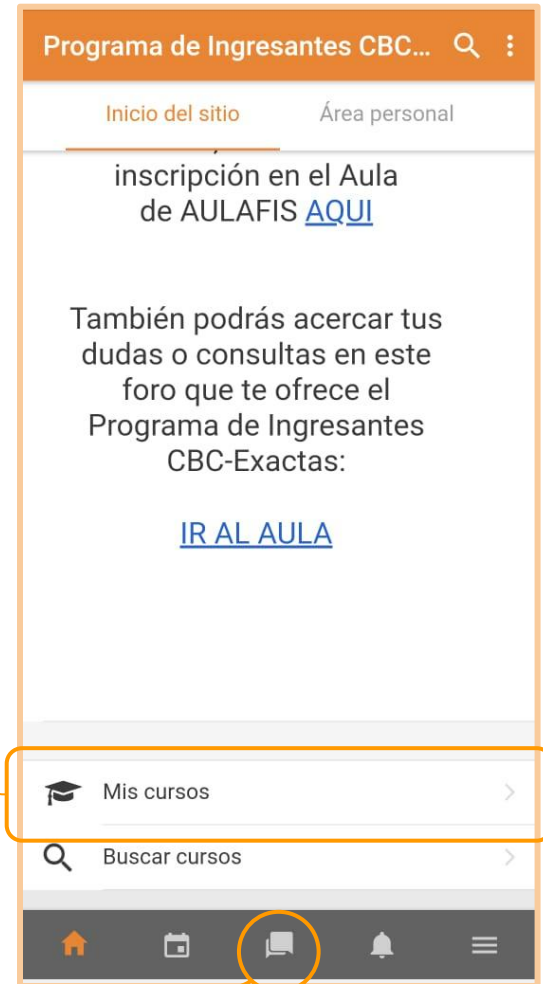 Programa de Ingresantes CBC...
Inicio del sitio Área personal
inscripción en el Aula
de AULAFIS AQUI
También podrás acercar tus
dudas o consultas en este
foro que te ofrece el
Programa de Ingresantes
CBC-Exactas:
IR AL AULA
Mis cursos
Buscar cursos